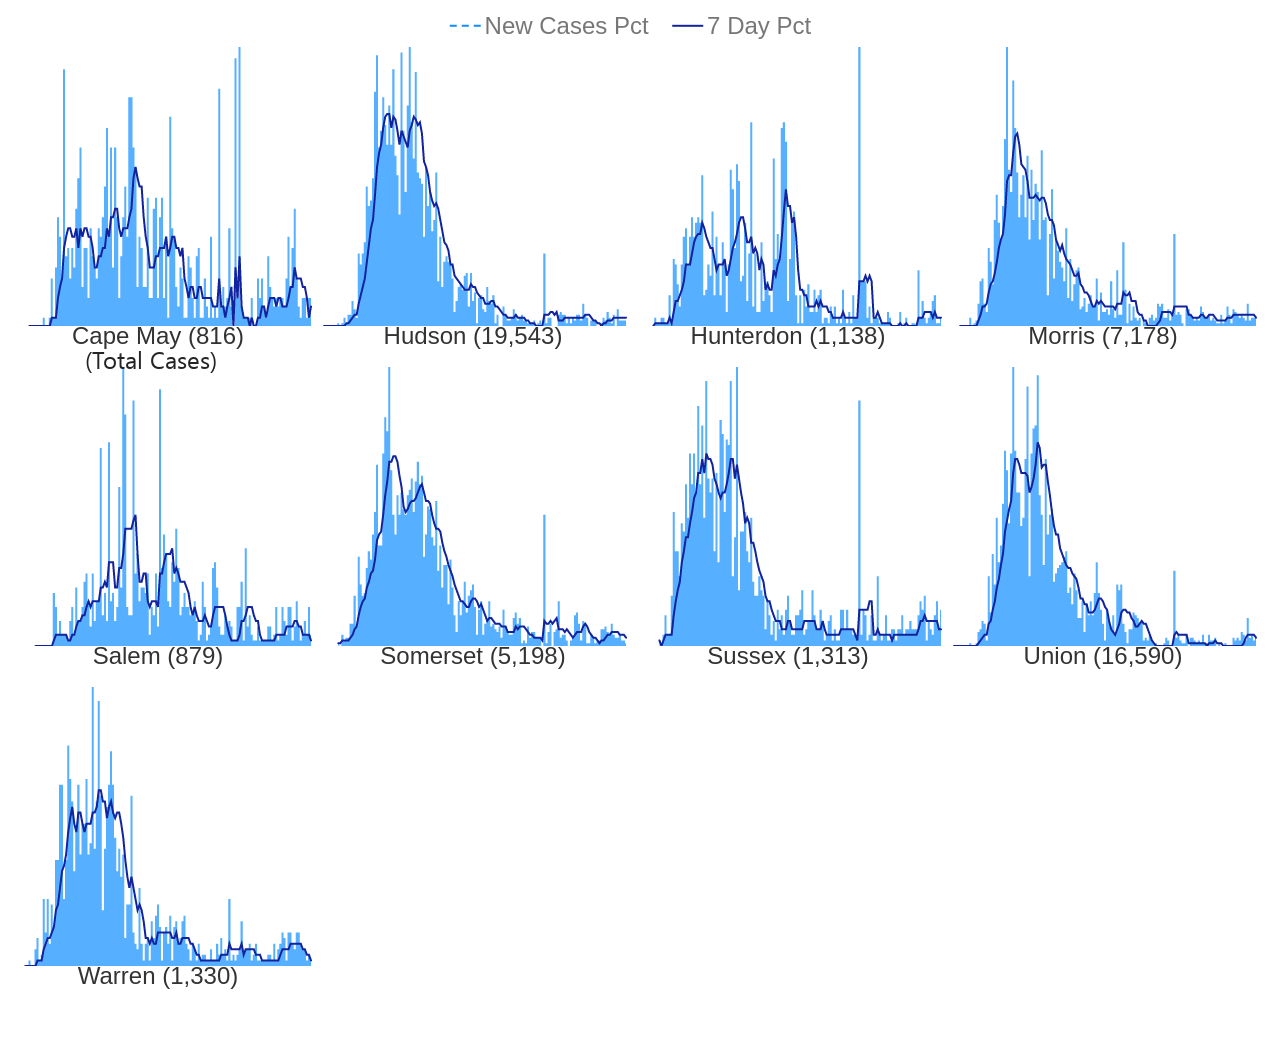 New Cases Pct 7 Day Pct
Cape May (816) Hudson (19,543) Hunterdon (1,138) Morris (7,178)
(Total Cases)
Salem (879) Somerset (5,198) Sussex (1,313) Union (16,590)
Warren (1,330)